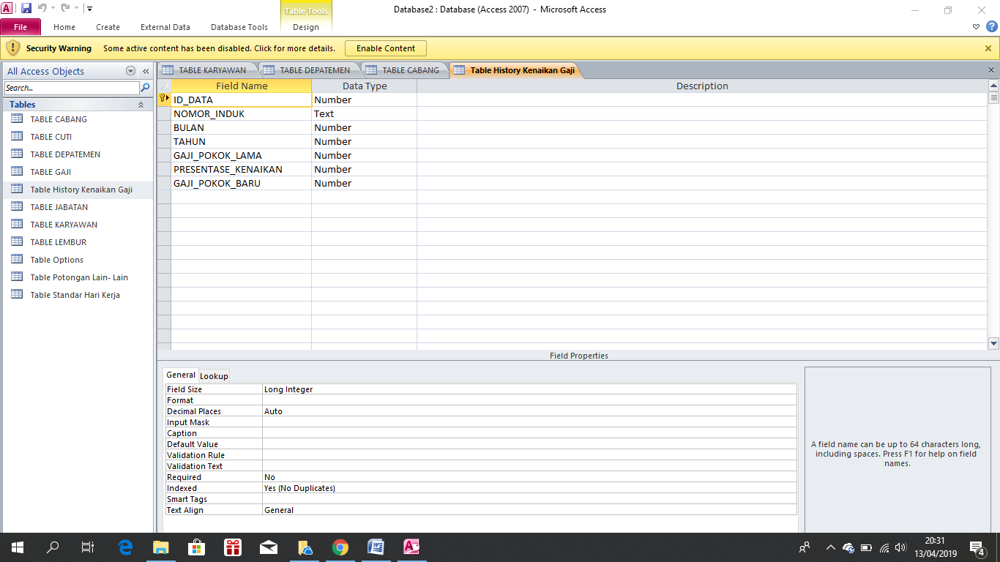 Table Tools
Database2 : Database (Access 2007) - Microsoft Access
File Home Create External Data Database Tools Design
Security Warning Some active content has been disabled. Click for more details. Enable Content
All Access Objects
Search...
Tables
TABLE CABANG
TABLE CUTI
TABLE DEPATEMEN
TABLE GAJI
Table History Kenaikan Gaji
TABLE JABATAN
TABLE KARYAWAN
TABLE LEMBUR
Table Options
Table Potongan Lain- Lain
Table Standar Hari Kerja
TABLE KARYAWAN TABLE DEPATEMEN TABLE CABANG Table History Kenaikan Gaji
Field Name Data Type Description
ID_DATA Number
NOMOR_INDUK Text
BULAN Number
TAHUN Number
GAJI_POKOK_LAMA Number
PRESENTASE_KENAIKAN Number
GAJI_POKOK_BARU Number
Field Properties
General Lookup
Field Size Long Integer
Format
Decimal Places Auto
Input Mask
Caption
Default Value
Validation Rule
Validation Text
Required No
Indexed Yes (No Duplicates)
Smart Tags
Text Align General
A field name can be up to 64 characters long,
including spaces. Press F1 for help on field
names.
20:31
13/04/2019
4